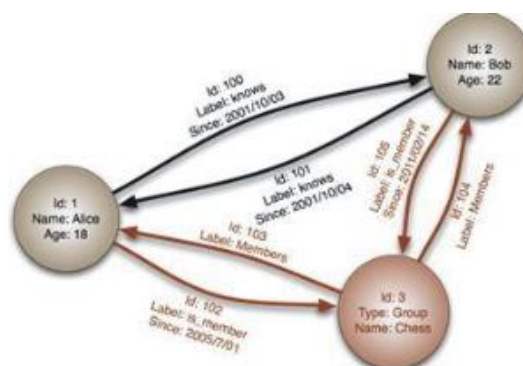 Id: 2
Name: Bob
Age: 22
Id: 100
Label: knows
Since: 2001/10/03
Id: 101
Label: knows
Since: 2001/10/04
Id: 105
Label: is_member
Since: 2011/02/14
Id: 104
Label: Members
Id: 1
Name: Alice
Age: 18
Id: 103
Label: Members
Id: 102
Label: is_member
Since: 2005/7/01
Id: 3
Type: Group
Name: Chess